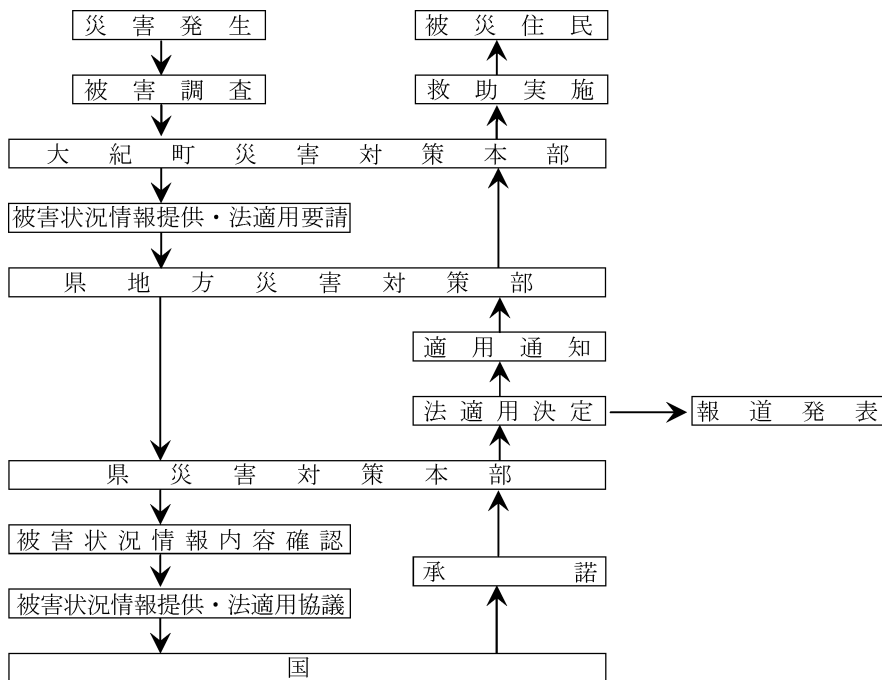 災害発生
被災住民
被害調査
救助実施
大紀町災害対策本部
被害状況情報提供・法適用要請
県地方災害対策部
適用通知
法適用決定
報道発表
県災害対策本部
被害状況情報内容確認
承諾
被害状況情報提供・法適用協議
国